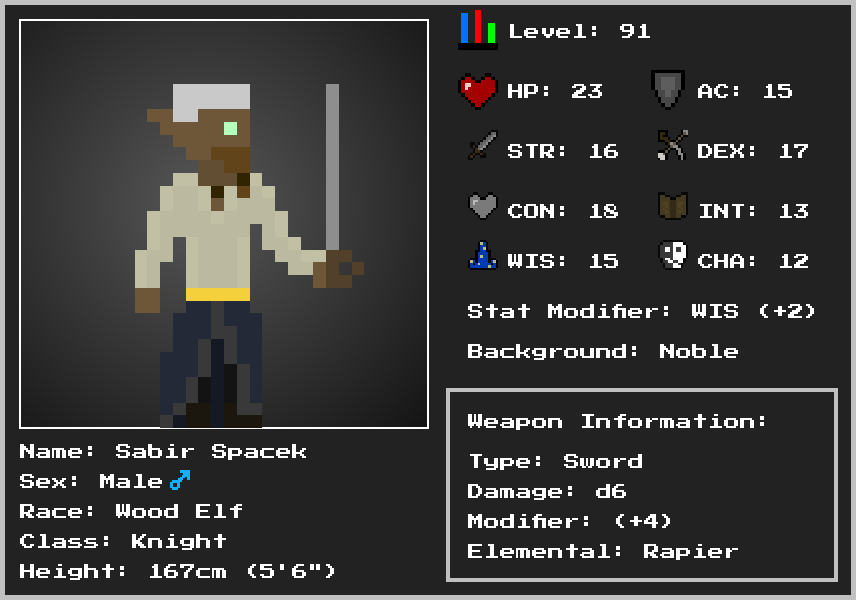 Level: 91
HP: 23
AC: 15
STR: 16
DEX: 17
CON: 18
INT: 13
WIS: 15
CHA: 12
Stat Modifier: WIS (+2)
Background: Noble
Weapon Information:
Type: Sword
Damage: d6
Modifier: (+4)
Elemental: Rapier
Name: Sabir Spacek
Sex: Male ♂
Race: Wood Elf
Class: Knight
Height: 167cm (5'6")